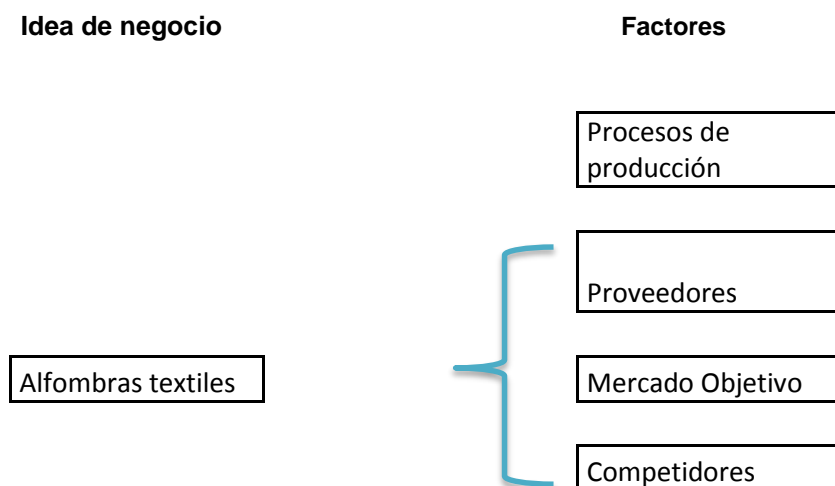 Idea de negocio
Factores
Procesos de
producción
Proveedores
Alfombras textiles
Mercado Objetivo
Competidores